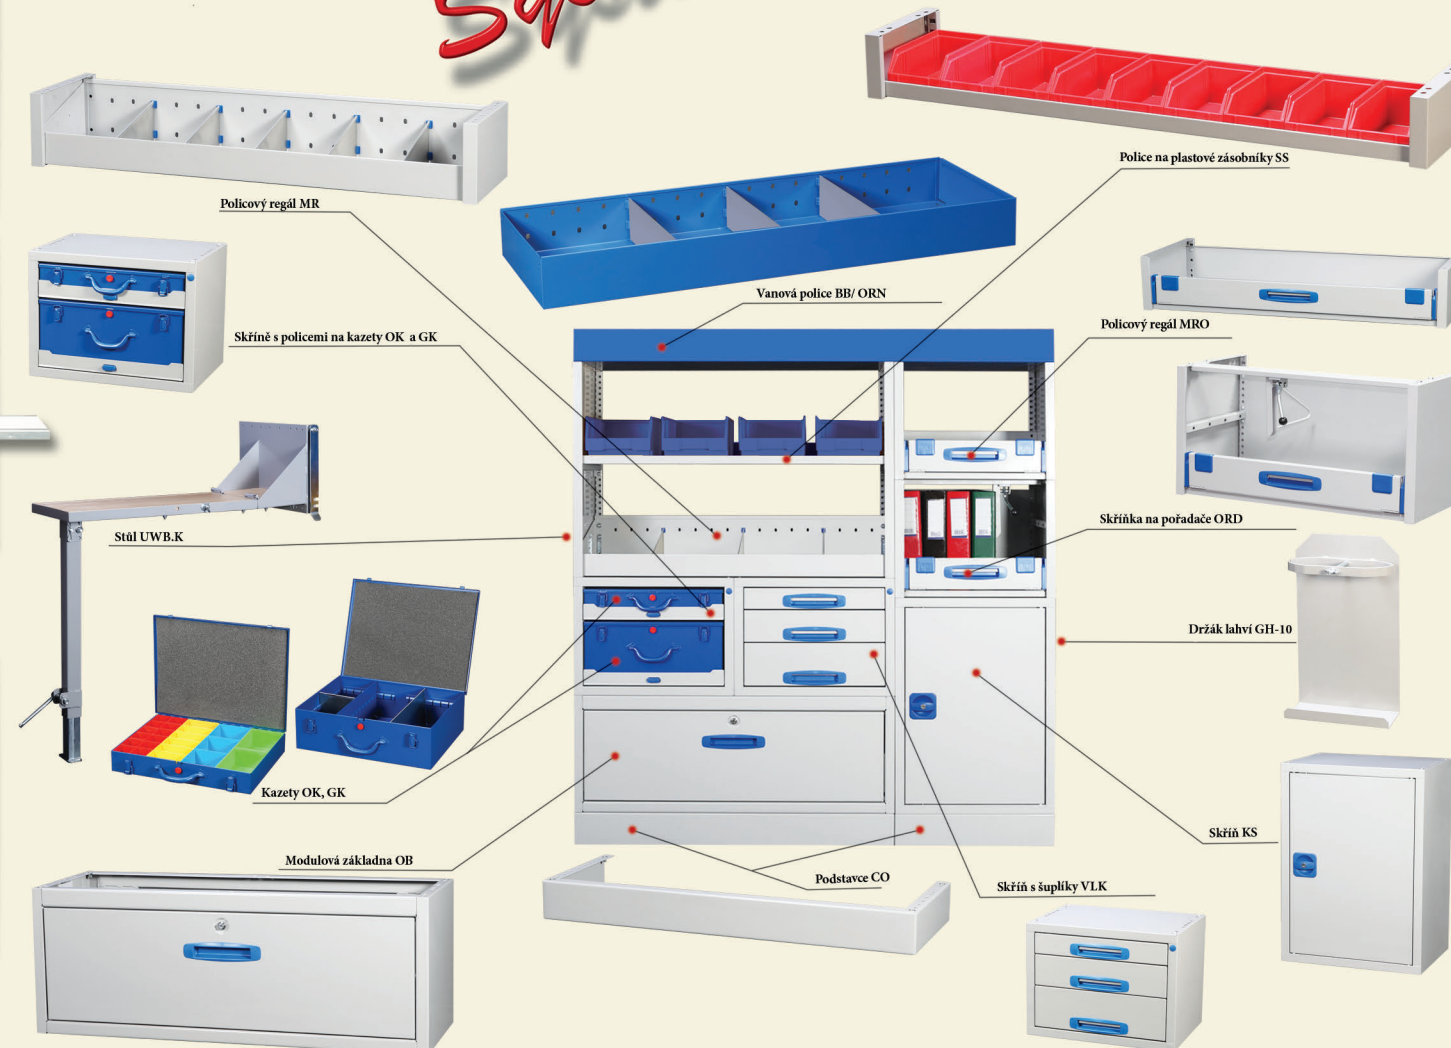 Police na plastové zásobníky SS
Policový regál MR
Vanová police BB/ ORN
Policový regál MRO
Skříně s policemi na kazety OK a GK
Skříňka na pořadače ORD
Stůl UWB.K
Držák lahví GH-10
Kazety OK, GK
Skříň KS
Modulová základna OB
Podstavce CO
Skříň s šuplíky VLK